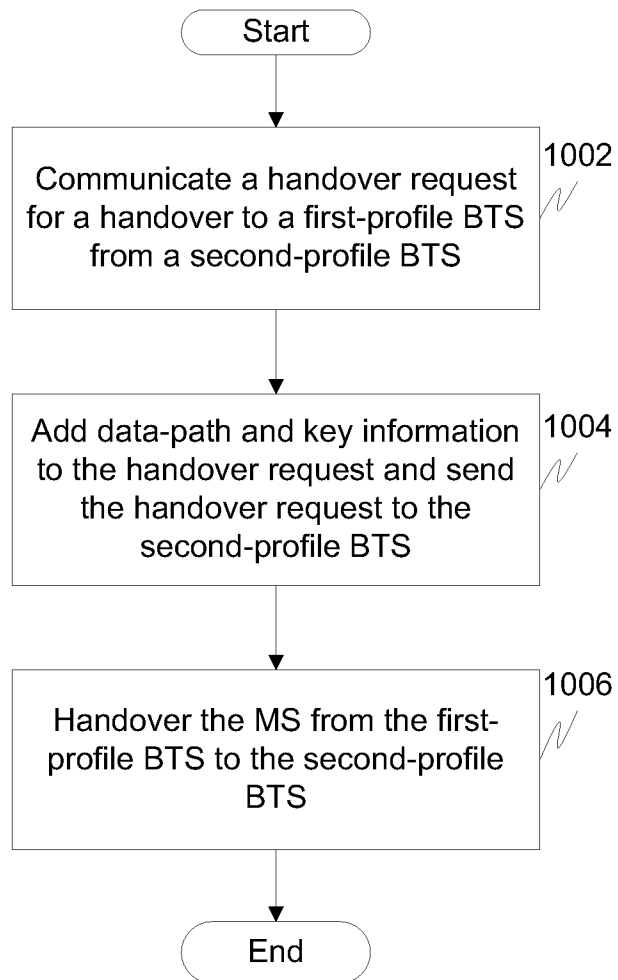 Start
1002
Communicate a handover request
for a handover to a first-profile BTS
from a second-profile BTS
1004
Add data-path and key information
to the handover request and send
the handover request to the
second-profile BTS
1006
Handover the MS from the first-
profile BTS to the second-profile
BTS
End